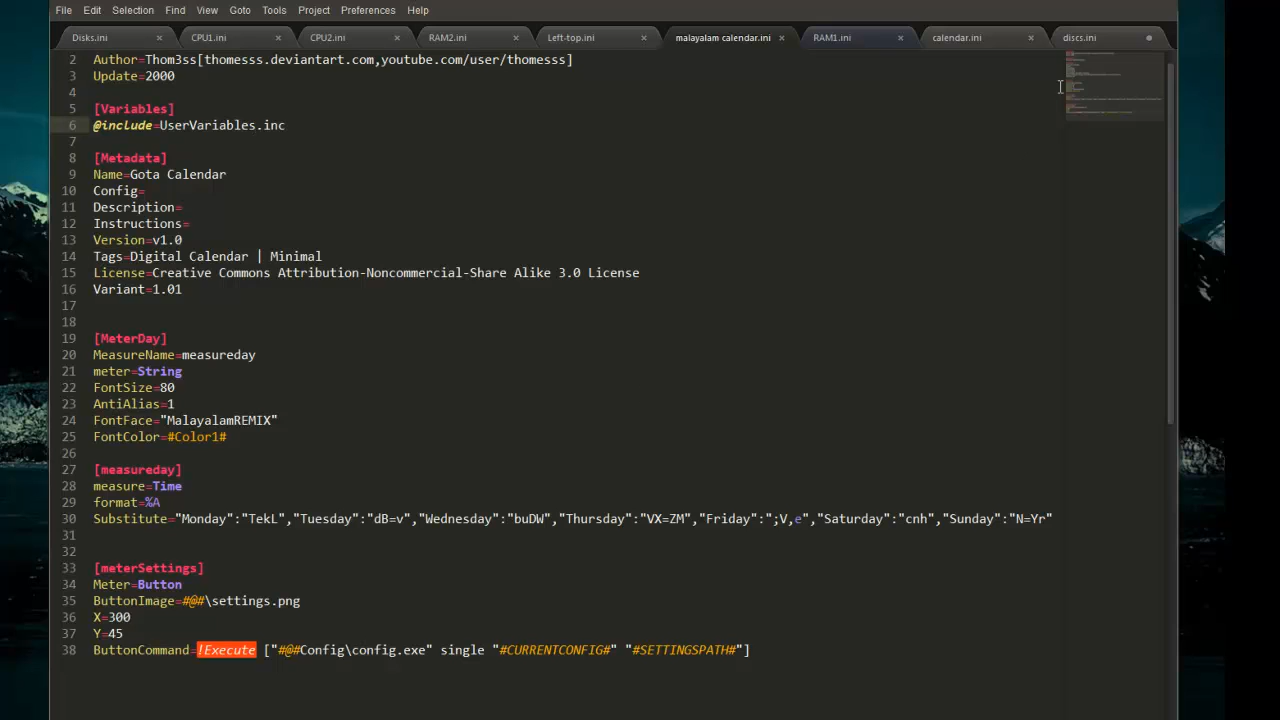 File Edit Selection Find View Goto Tools Project Preferences Help
Disks.ini × CPU1.ini × CPU2.ini × RAM2.ini × Left-top.ini × malayalam calendar.ini × RAM1.ini × calendar.ini × discs.ini
2 Author=Thom3ss[thomesss.deviantart.com,youtube.com/user/thomesss]
3 Update=2000
4
5 [Variables]
6 @include=UserVariables.inc
7
8 [Metadata]
9 Name=Gota Calendar
10 Config=
11 Description=
12 Instructions=
13 Version=v1.0
14 Tags=Digital Calendar | Minimal
15 License=Creative Commons Attribution-Noncommercial-Share Alike 3.0 License
16 Variant=1.01
17
18
19 [MeterDay]
20 MeasureName=measureday
21 meter=String
22 FontSize=80
23 AntiAlias=1
24 FontFace="MalayalamREMIX"
25 FontColor=#Color1#
26
27 [measureday]
28 measure=Time
29 format=%A
30 Substitute="Monday":"TekL","Tuesday":"dB=v","Wednesday":"buDW","Thursday":"VX=ZM","Friday":";V,e","Saturday":"cnh","Sunday":"N=Yr"
31
32
33 [meterSettings]
34 Meter=Button
35 ButtonImage=#@#\settings.png
36 X=300
37 Y=45
38 ButtonCommand=!Execute ["#@#Config\config.exe" single "#CURRENTCONFIG#" "#SETTINGSPATH#"]